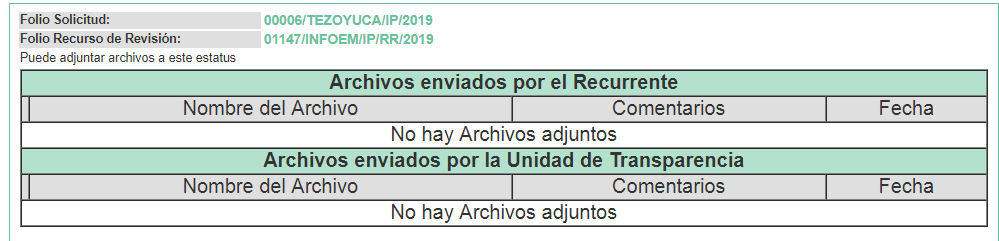 Folio Solicitud: 00006/TEZOYUCA/IP/2019
Folio Recurso de Revisión: 01147/INFOEM/IP/RR/2019
Puede adjuntar archivos a este estatus
Archivos enviados por el Recurrente
Nombre del Archivo Comentarios Fecha
No hay Archivos adjuntos
Archivos enviados por la Unidad de Transparencia
Nombre del Archivo Comentarios Fecha
No hay Archivos adjuntos